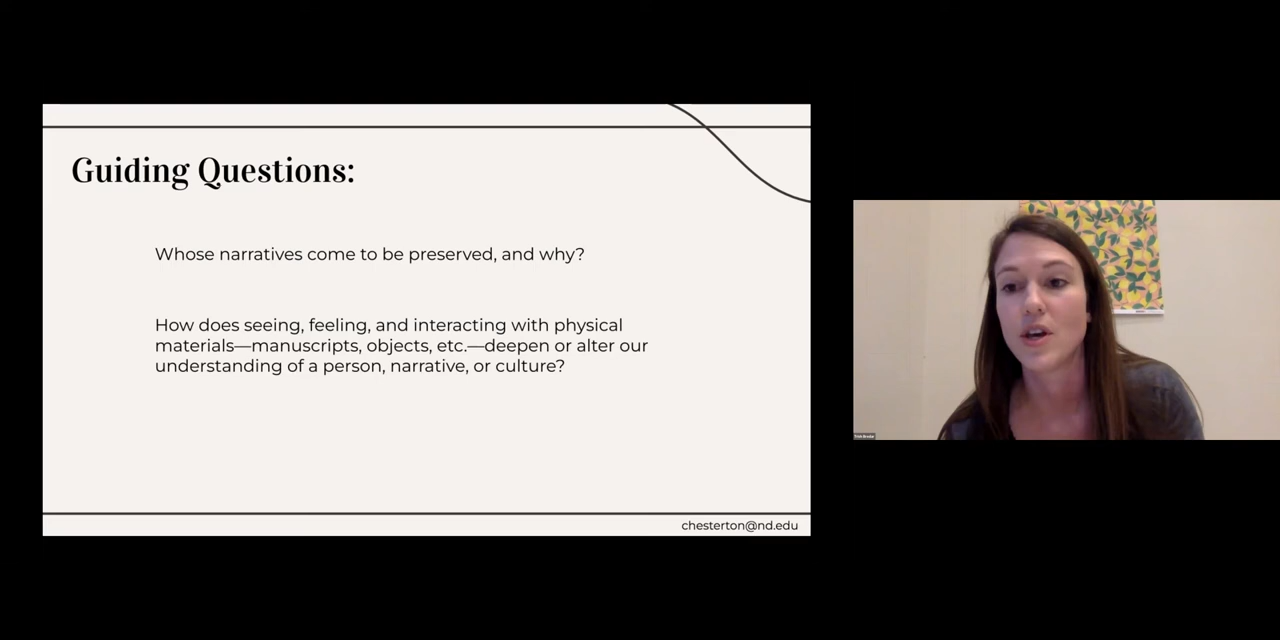 Guiding Questions:
Whose narratives come to be preserved, and why?
How does seeing, feeling, and interacting with physical
materials—manuscripts, objects, etc.—deepen or alter our
understanding of a person, narrative, or culture?
chesterton@nd.edu